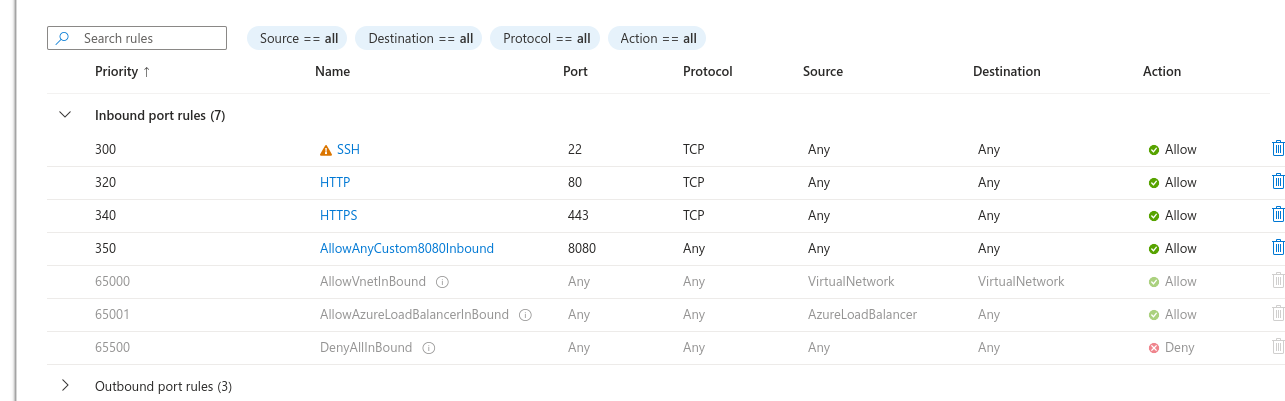 Search rules Source == all Destination == all Protocol == all Action == all
Priority ↑ Name Port Protocol Source Destination Action
Inbound port rules (7)
300 SSH 22 TCP Any Any Allow
320 HTTP 80 TCP Any Any Allow
340 HTTPS 443 TCP Any Any Allow
350 AllowAnyCustom8080Inbound 8080 Any Any Any Allow
65000 AllowVnetInBound Any Any VirtualNetwork VirtualNetwork Allow
65001 AllowAzureLoadBalancerInBound Any Any AzureLoadBalancer Any Allow
65500 DenyAllInBound Any Any Any Any Deny
Outbound port rules (3)